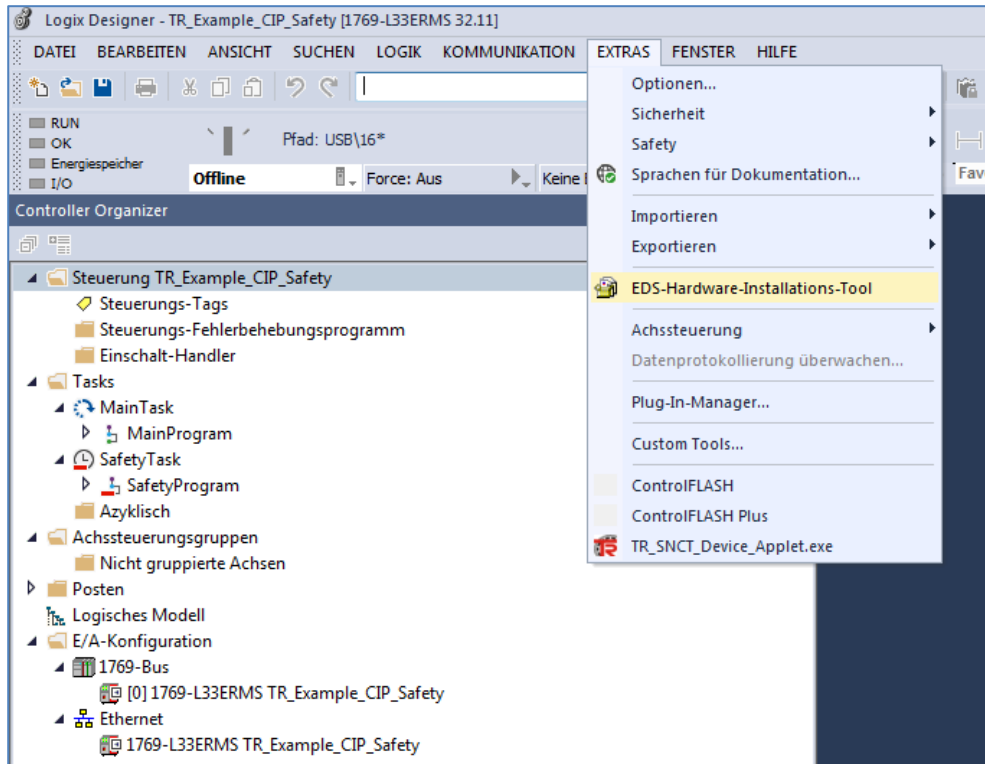 Logix Designer - TR_Example_CIP_Safety [1769-L33ERMS 32.11]
DATEI BEARBEITEN ANSICHT SUCHEN LOGIK KOMMUNIKATION EXTRAS FENSTER HILFE
RUN
OK
Energiespeicher
I/O
Pfad: USB\16*
Offline
Force: Aus
Keine
Fav
Controller Organizer
Steuerung TR_Example_CIP_Safety
Steuerungs-Tags
Steuerungs-Fehlerbehebungsprogramm
Einschalt-Handler
Tasks
MainTask
MainProgram
SafetyTask
SafetyProgram
Azyklisch
Achssteuerungsgruppen
Nicht gruppierte Achsen
Posten
Logisches Modell
E/A-Konfiguration
1769-Bus
[0] 1769-L33ERMS TR_Example_CIP_Safety
Ethernet
1769-L33ERMS TR_Example_CIP_Safety
Optionen...
Sicherheit
Safety
Sprachen für Dokumentation...
Importieren
Exportieren
EDS-Hardware-Installations-Tool
Achssteuerung
Datenprotokollierung überwachen...
Plug-In-Manager...
Custom Tools...
ControlFLASH
ControlFLASH Plus
TR_SNCT_Device_Applet.exe